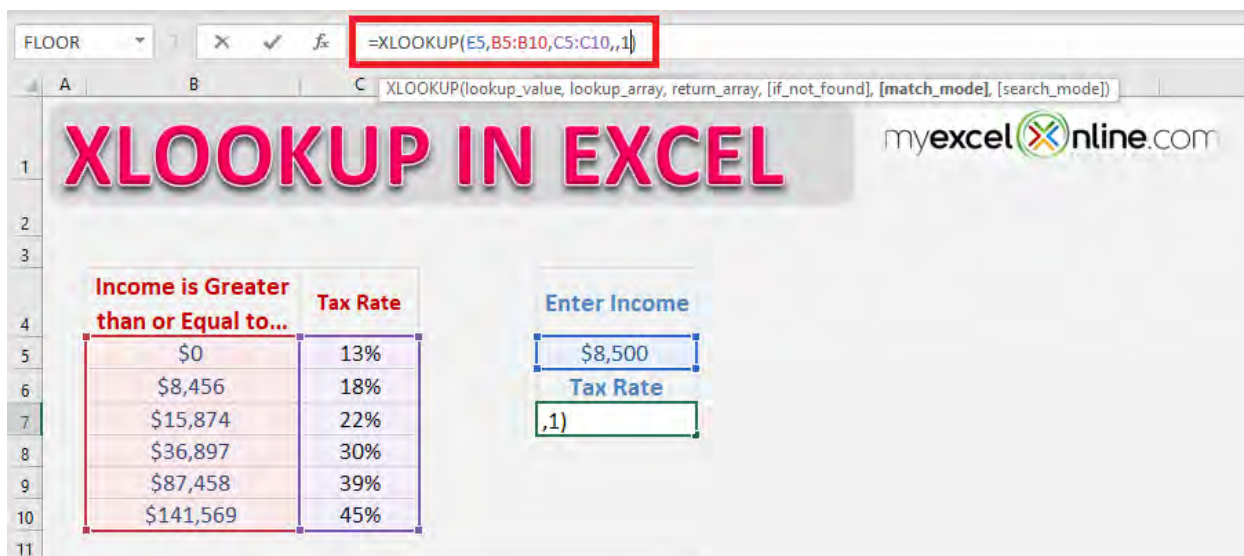 FLOOR =XLOOKUP(E5,B5:B10,C5:C10,,1)
A B C XLOOKUP(lookup_value, lookup_array, return_array, [if_not_found], [match_mode], [search_mode])
1 XLOOKUP IN EXCEL myexcelOnline.com
2
3
4 Income is Greater than or Equal to... Tax Rate Enter Income
5 $0 13% $8,500
6 $8,456 18% Tax Rate
7 $15,874 22% ,1)
8 $36,897 30%
9 $87,458 39%
10 $141,569 45%
11